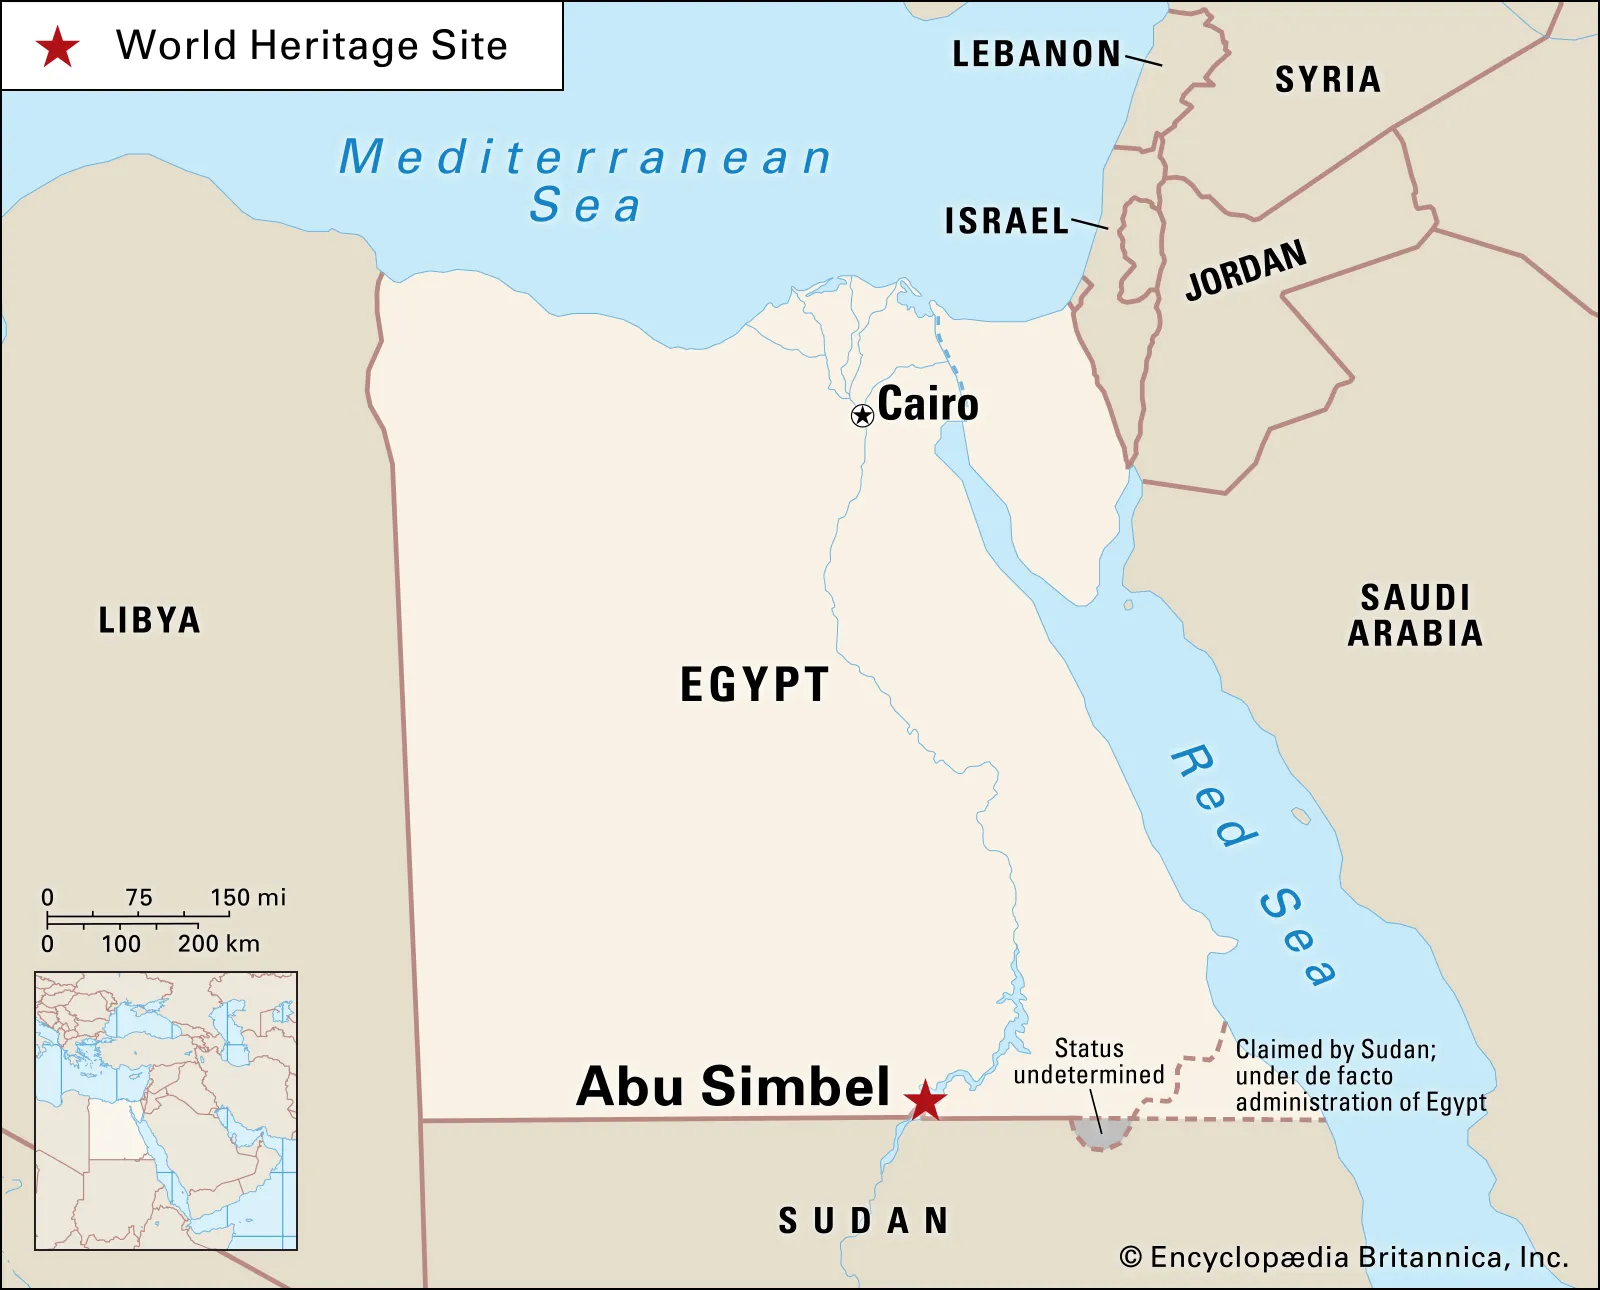 World Heritage Site
LEBANON
SYRIA
Mediterranean
Sea
ISRAEL
JORDAN
Cairo
LIBYA
SAUDI
ARABIA
EGYPT
Red Sea
0 75 150 mi
0 100 200 km
Status
undetermined
Claimed by Sudan;
under de facto
administration of Egypt
Abu Simbel
SUDAN
© Encyclopædia Britannica, Inc.